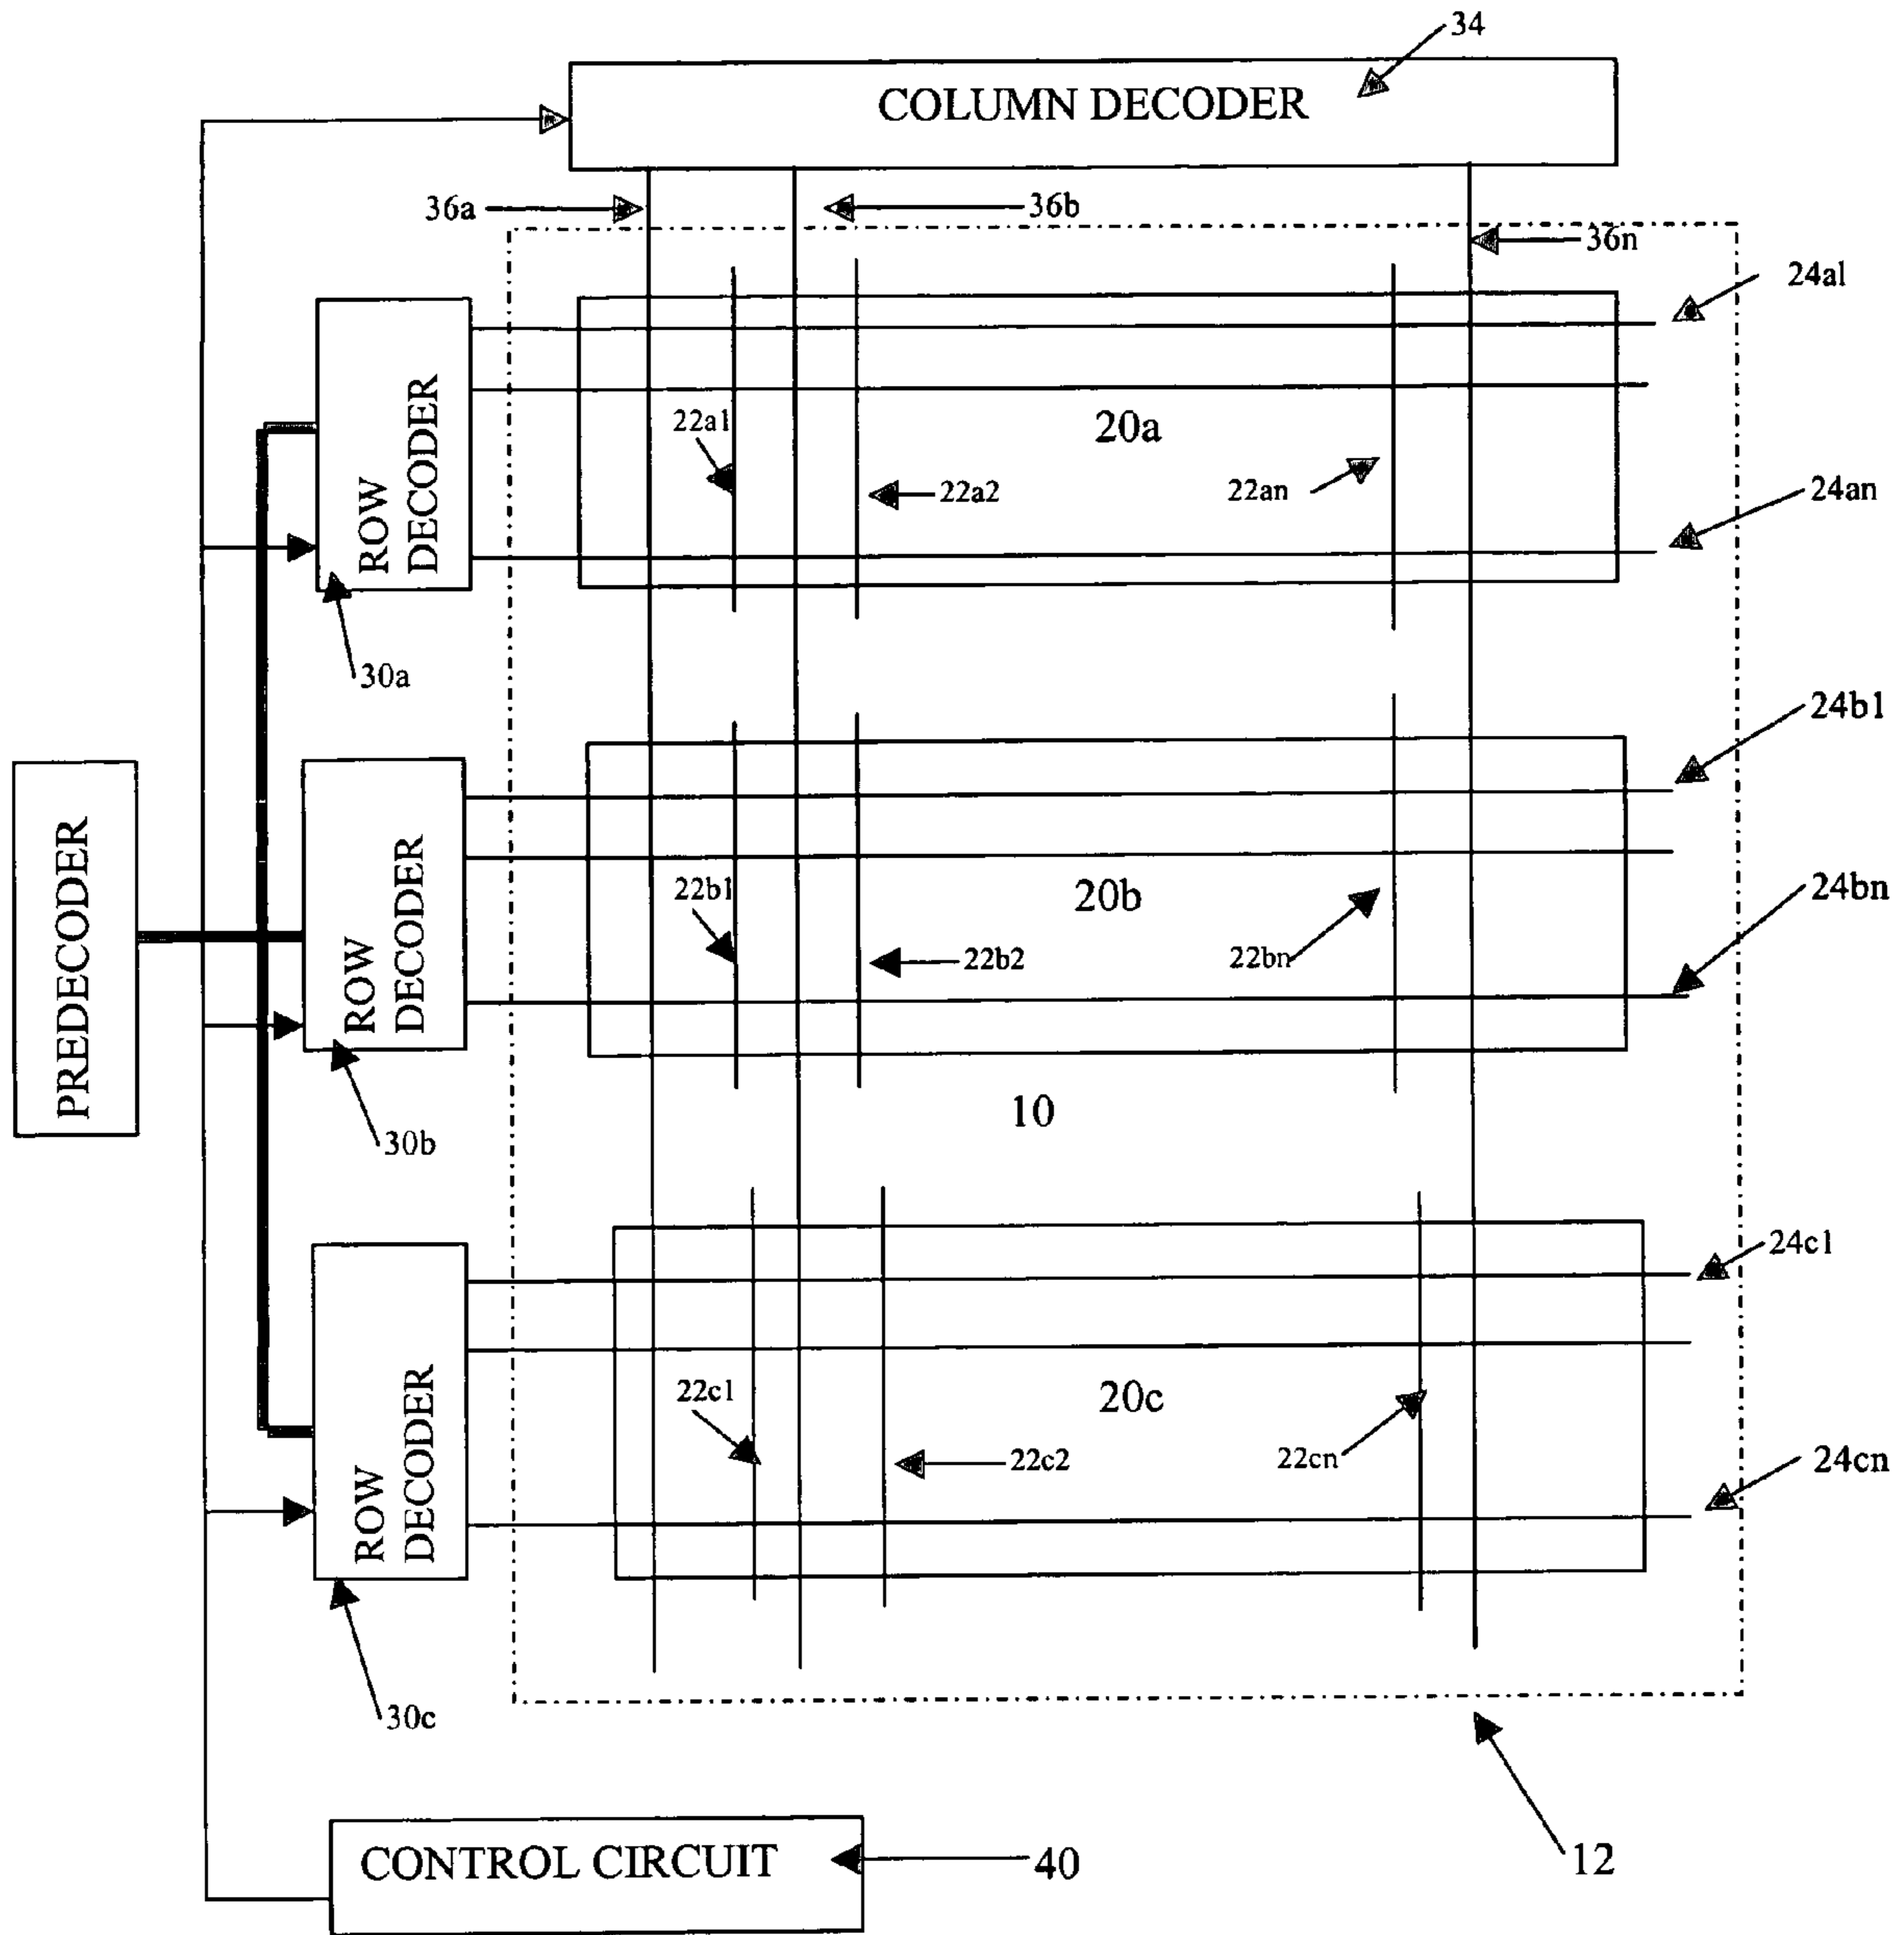 34
COLUMN DECODER
36a
36b
36n
24al
ROW
DECODER
22a1
20a
22a2
22an
24an
30a
24b1
PREDECODER
ROW
DECODER
22b1
20b
24bn
22b2
22bn
10
30b
24c1
ROW
DECODER
22c1
20c
22c2
22cn
24cn
30c
CONTROL CIRCUIT
40
12